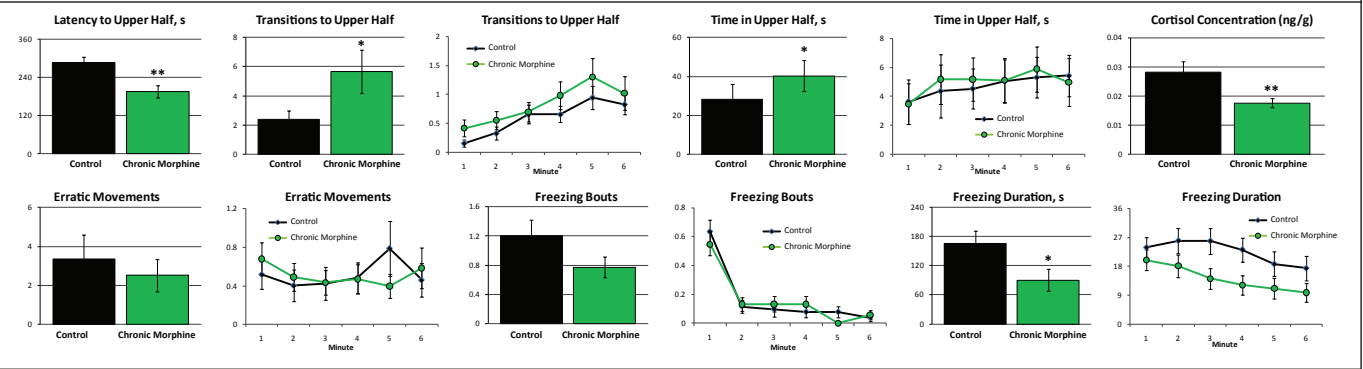 Latency to Upper Half, s
360
240
120
0
**
Control Chronic Morphine
Transitions to Upper Half
8
6
4
2
0
*
Control Chronic Morphine
Transitions to Upper Half
2
1.5
1
0.5
0
Control
Chronic Morphine
1 2 3 4 5 6
Minute
Time in Upper Half, s
60
40
20
0
*
Control Chronic Morphine
Time in Upper Half, s
8
6
4
2
0
Control
Chronic Morphine
1 2 3 4 5 6
Minute
Cortisol Concentration (ng/g)
0.04
0.03
0.02
0.01
0
**
Control Chronic Morphine
Erratic Movements
6
4
2
0
Control Chronic Morphine
Erratic Movements
1.2
0.8
0.4
0
Control
Chronic Morphine
1 2 3 4 5 6
Minute
Freezing Bouts
1.6
1.2
0.8
0.4
0
Control Chronic Morphine
Freezing Bouts
0.8
0.6
0.4
0.2
0
Control
Chronic Morphine
1 2 3 4 5 6
Minute
Freezing Duration, s
240
180
120
60
0
*
Control Chronic Morphine
Freezing Duration
36
27
18
9
0
Control
Chronic Morphine
1 2 3 4 5 6
Minute